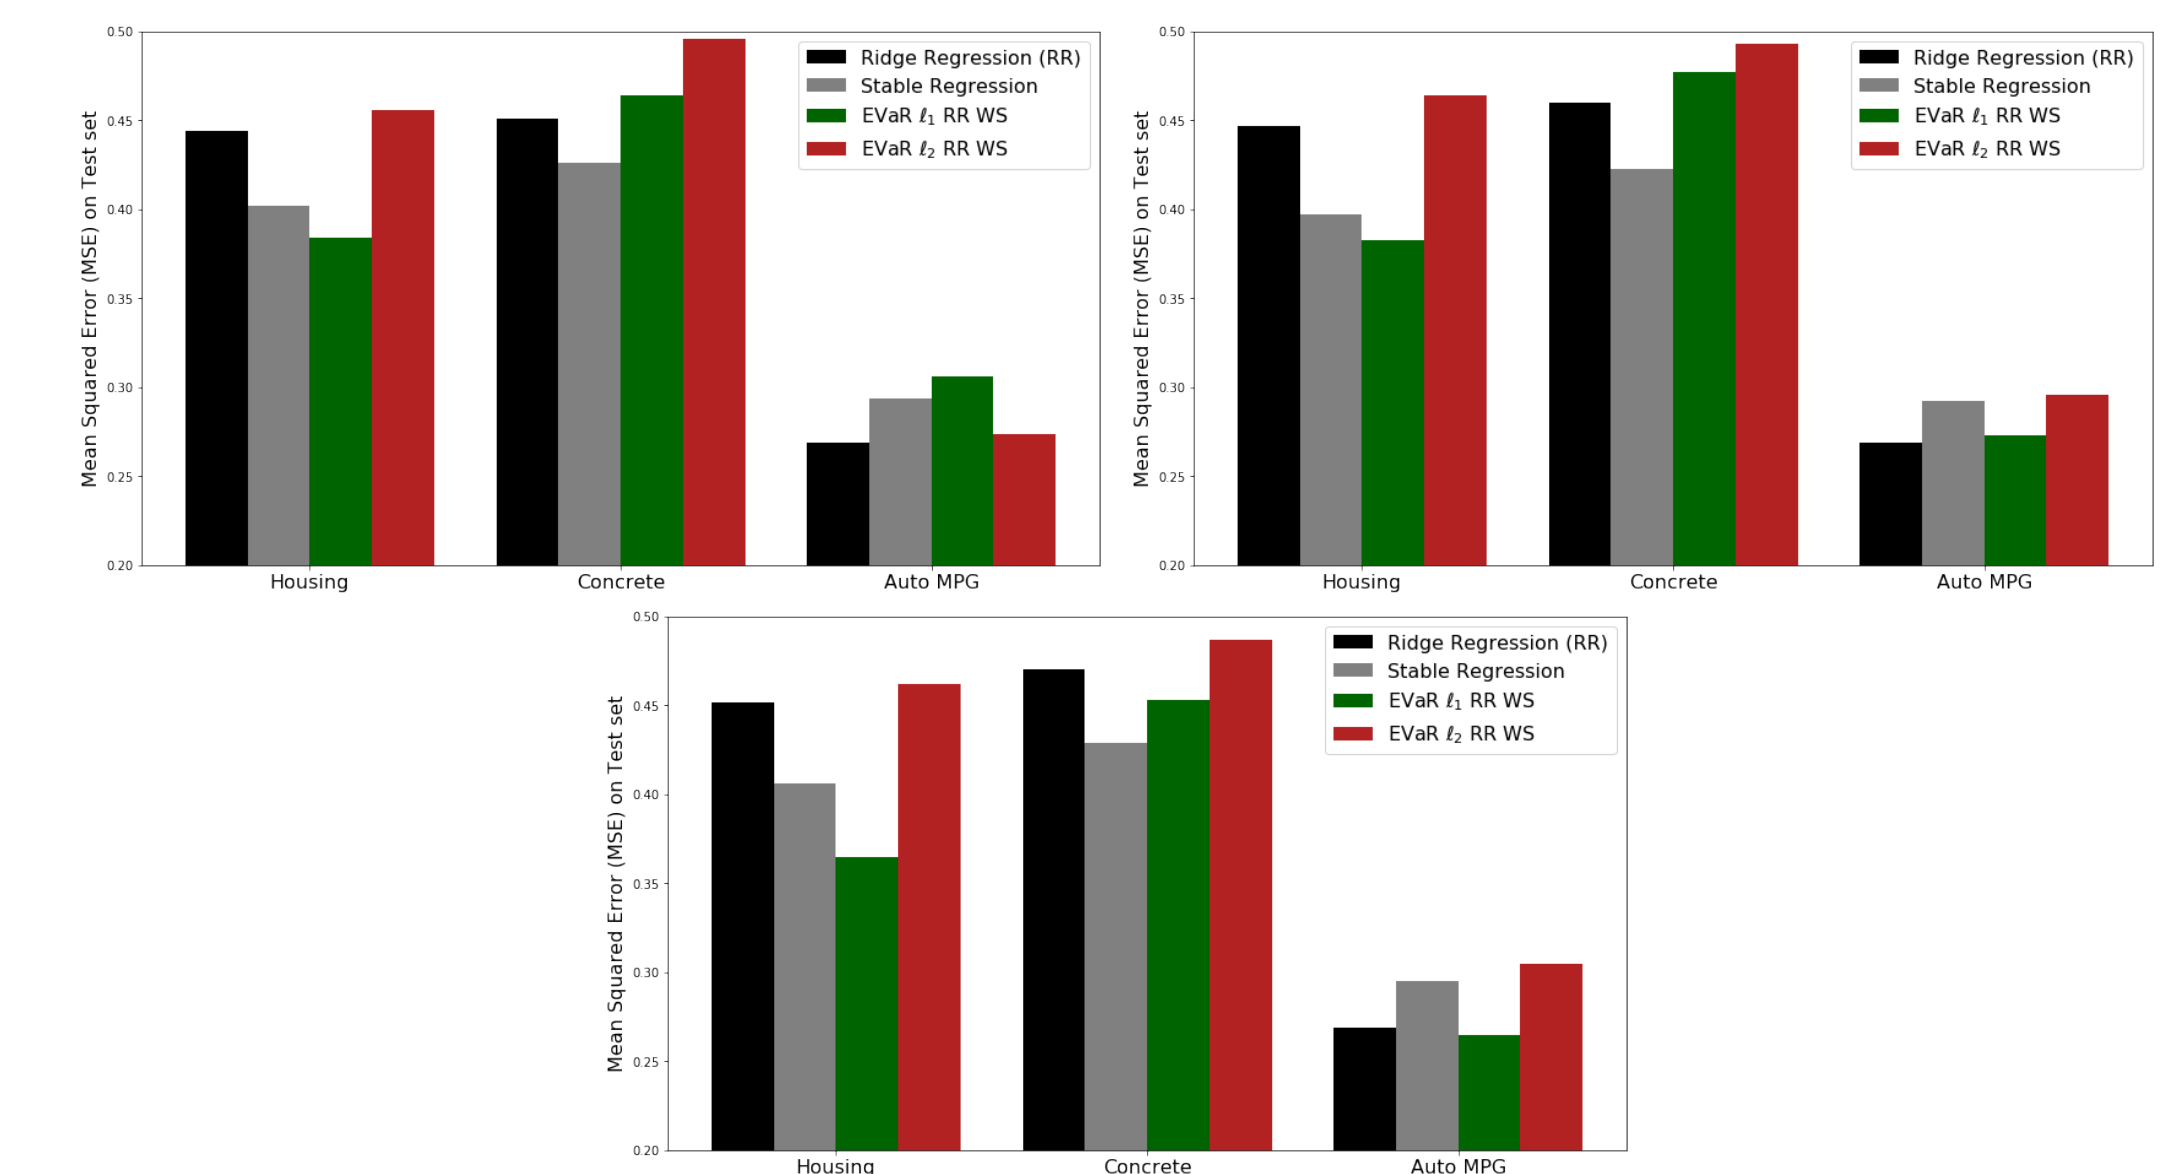 Mean Squared Error (MSE) on Test set
0.50
0.45
0.40
0.35
0.30
0.25
0.20
Ridge Regression (RR)
Stable Regression
EVaR ℓ₁ RR WS
EVaR ℓ₂ RR WS
Housing Concrete Auto MPG
Mean Squared Error (MSE) on Test set
0.50
0.45
0.40
0.35
0.30
0.25
0.20
Ridge Regression (RR)
Stable Regression
EVaR ℓ₁ RR WS
EVaR ℓ₂ RR WS
Housing Concrete Auto MPG
Mean Squared Error (MSE) on Test set
0.50
0.45
0.40
0.35
0.30
0.25
0.20
Ridge Regression (RR)
Stable Regression
EVaR ℓ₁ RR WS
EVaR ℓ₂ RR WS
Housing Concrete Auto MPG